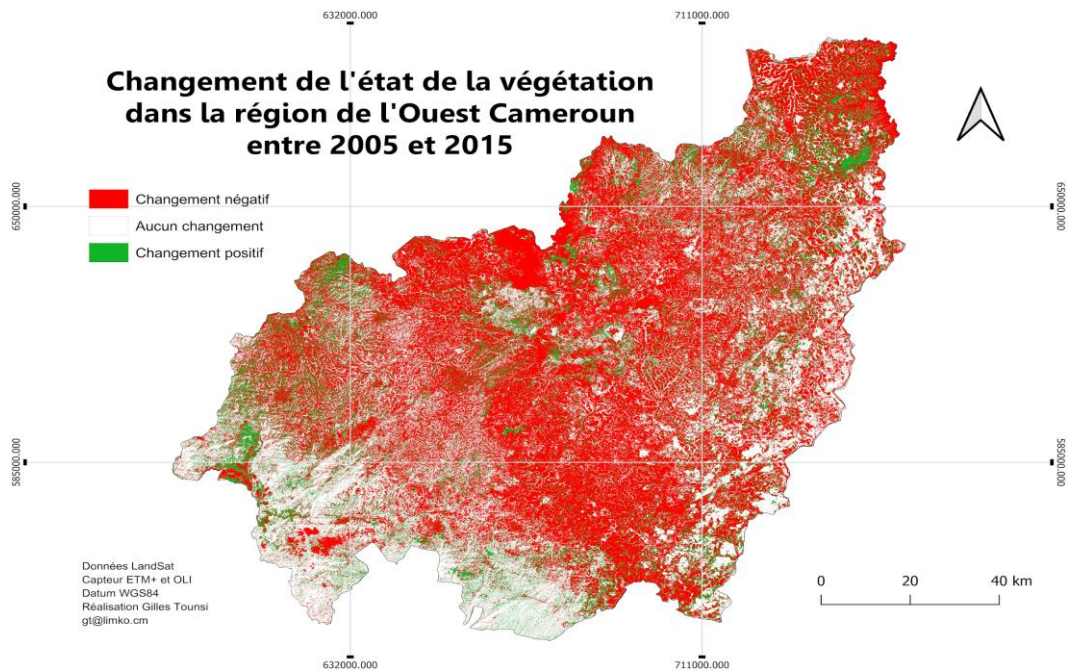 632000.000
711000.000
Changement de l'état de la végétation
dans la région de l'Ouest Cameroun
entre 2005 et 2015
Changement négatif
Aucun changement
Changement positif
650000.000
650000.000
585000.000
585000.000
Données LandSat
Capteur ETM+ et OLI
Datum WGS84
Réalisation Gilles Tounsi
gt@limko.cm
0 20 40 km
632000.000
711000.000